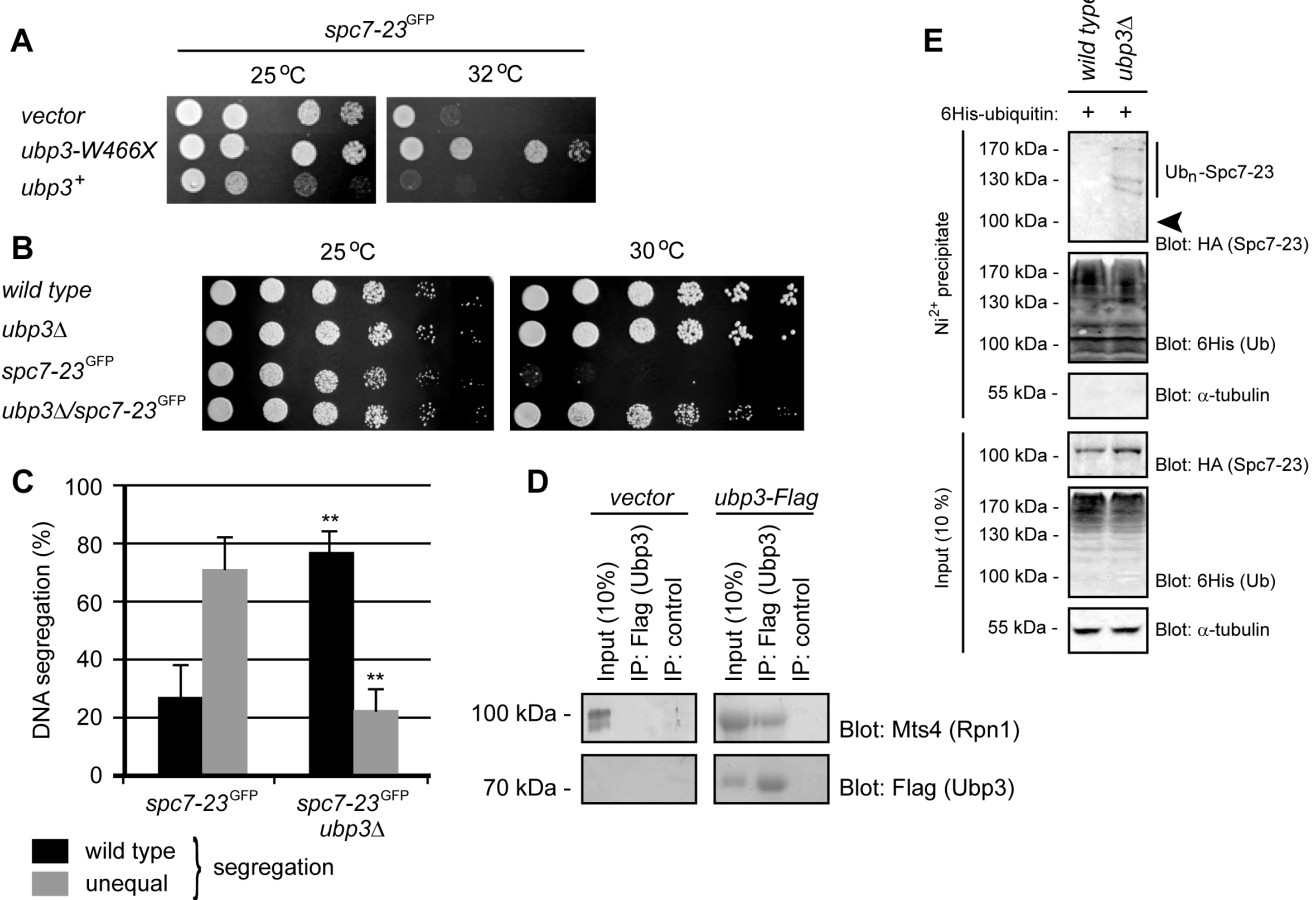 A
spc7-23GFP
25 oC
32 oC
vector
ubp3-W466X
ubp3+
B
25 oC
30 oC
wild type
ubp3Δ
spc7-23GFP
ubp3Δ/spc7-23GFP
C
DNA segregation (%)
100
80
60
40
20
0
**
**
spc7-23GFP
spc7-23GFP
ubp3Δ
wild type
unequal
} segregation
D
vector
ubp3-Flag
Input (10%)
IP: Flag (Ubp3)
IP: control
Input (10%)
IP: Flag (Ubp3)
IP: control
100 kDa -
Blot: Mts4 (Rpn1)
70 kDa -
Blot: Flag (Ubp3)
E
wild type
ubp3Δ
6His-ubiquitin: + +
Ni2+ precipitate
170 kDa -
130 kDa -
100 kDa -
Ubn-Spc7-23
Blot: HA (Spc7-23)
170 kDa -
130 kDa -
100 kDa -
Blot: 6His (Ub)
55 kDa -
Blot: α-tubulin
Input (10 %)
100 kDa -
Blot: HA (Spc7-23)
170 kDa -
130 kDa -
100 kDa -
Blot: 6His (Ub)
55 kDa -
Blot: α-tubulin